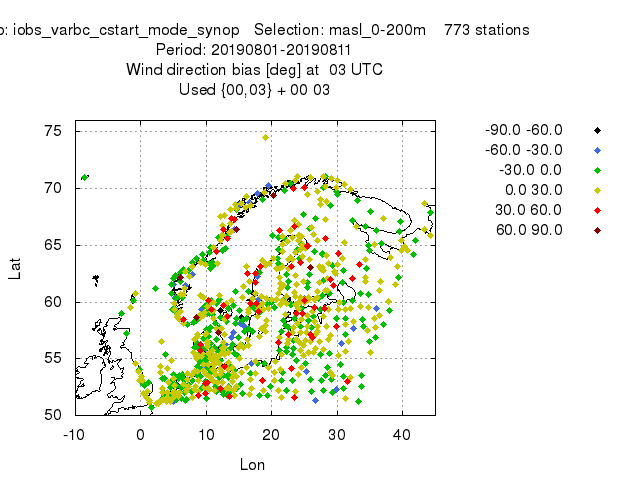 : iobs_varbc_cstart_mode_synop Selection: masl_0-200m 773 stations
Period: 20190801-20190811
Wind direction bias [deg] at 03 UTC
Used {00,03} + 00 03
-90.0 -60.0
-60.0 -30.0
-30.0 0.0
0.0 30.0
30.0 60.0
60.0 90.0
75
70
65
60
55
50
Lat
-10 0 10 20 30 40
Lon